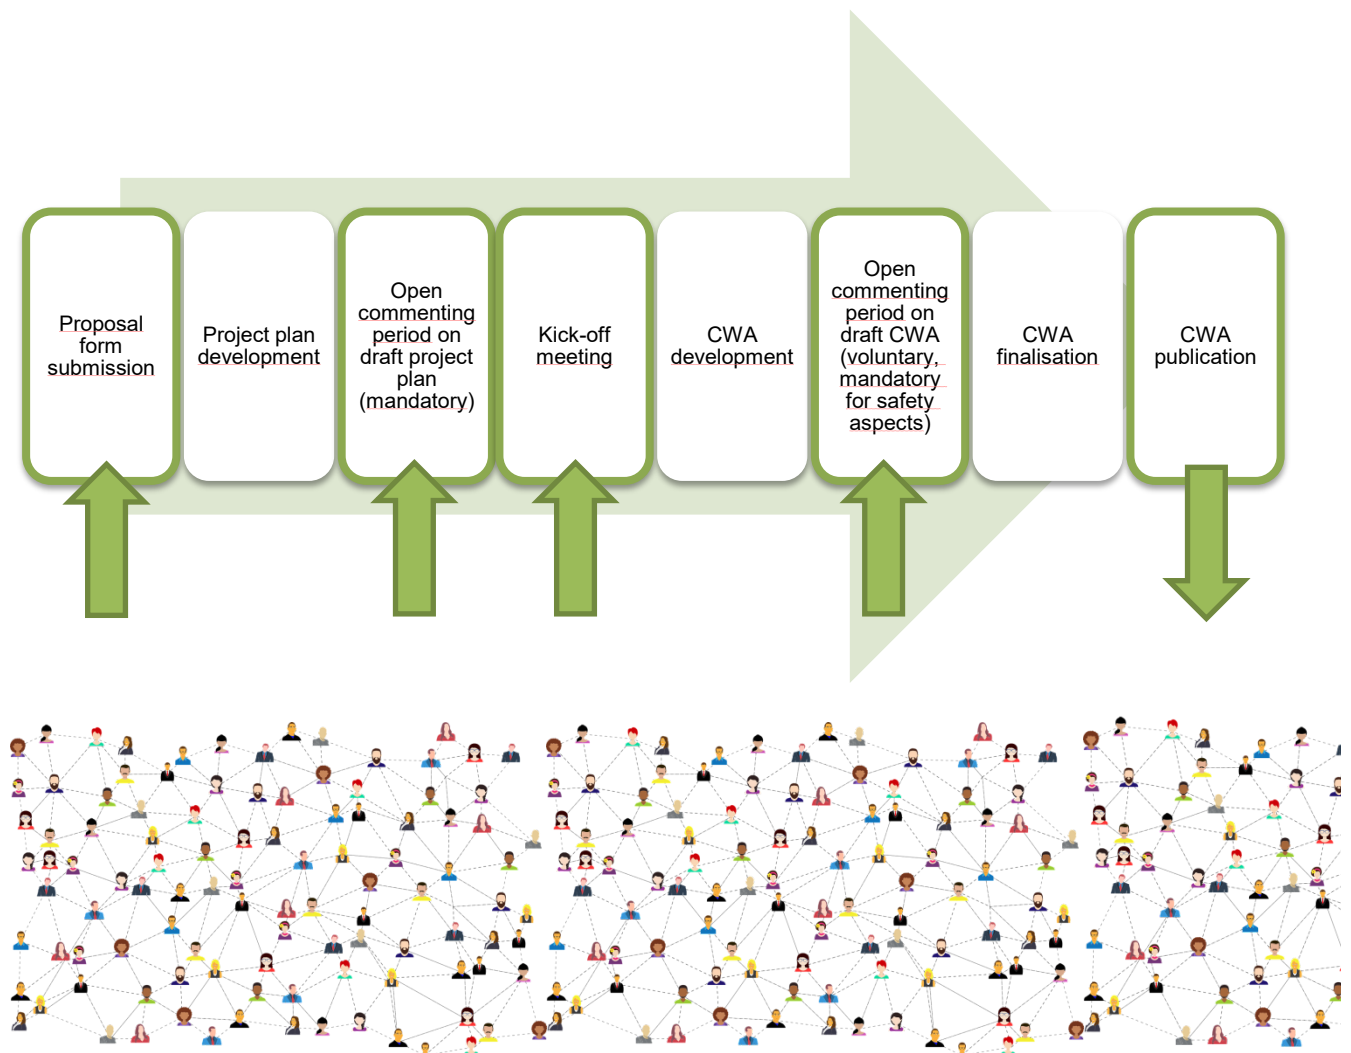 Proposal
form
submission
Project plan
development
Open
commenting
period on
draft project
plan
(mandatory)
Kick-off
meeting
CWA
development
Open
commenting
period on
draft CWA
(voluntary,
mandatory
for safety
aspects)
CWA
finalisation
CWA
publication